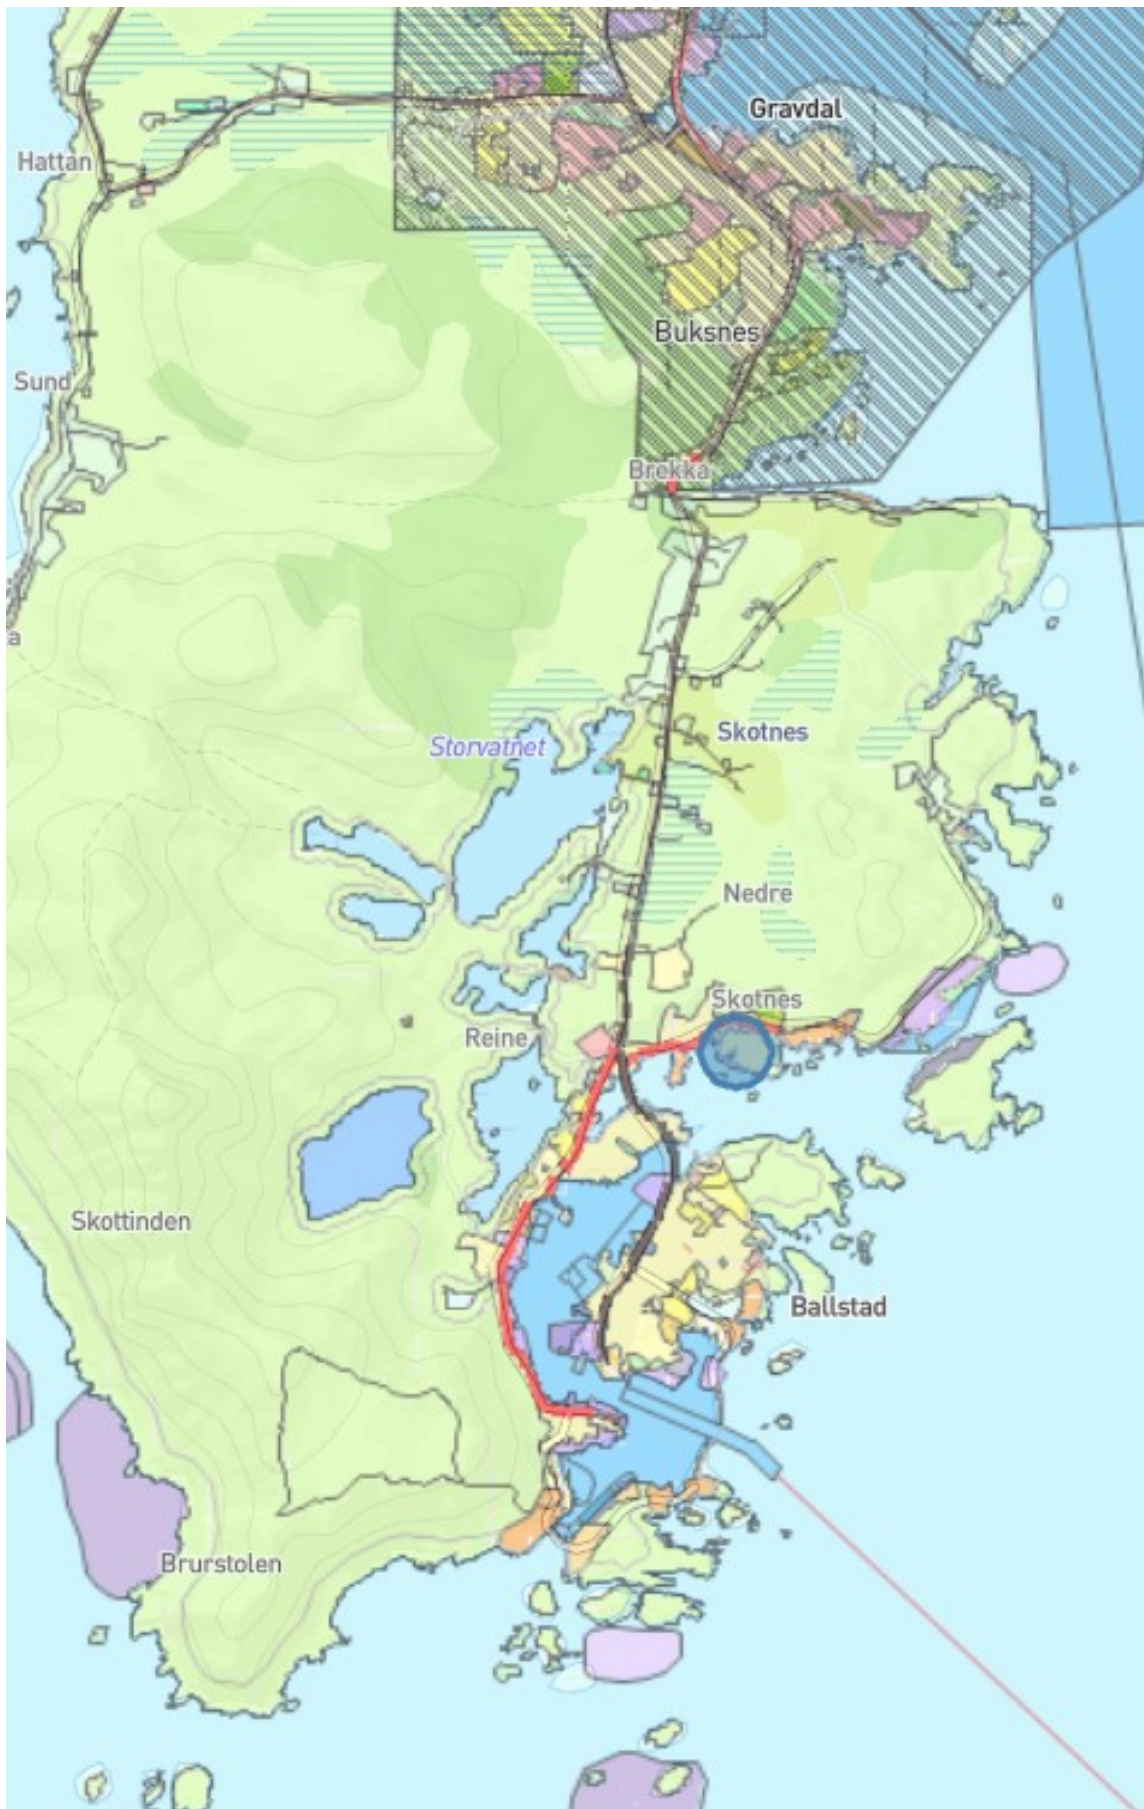 Gravdal
Hattan
Buksnes
Sund
Brekka
a
Skotnes
Storvatnet
Nedre
Skotnes
Reine
Skottinden
Ballstad
Brurstolen